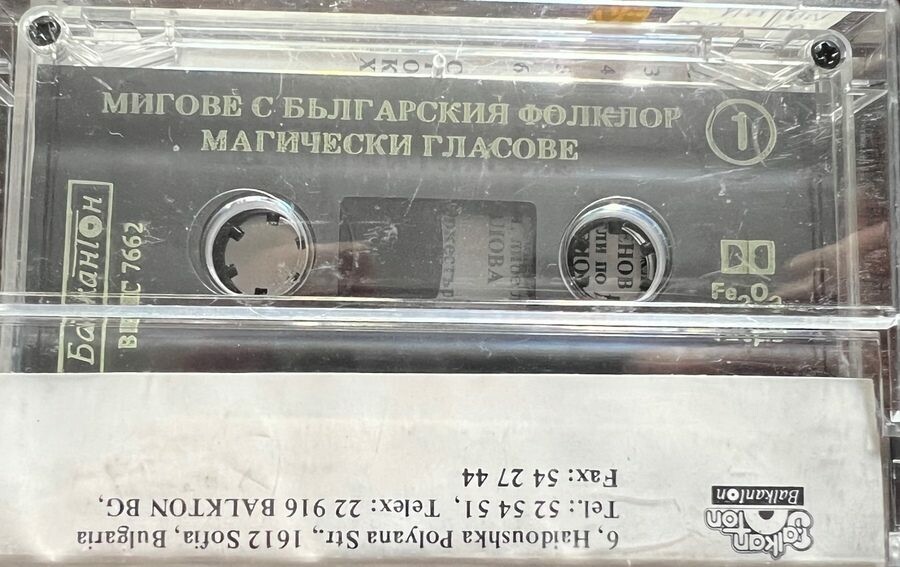 МИГОВЕ С БЪЛГАРСКИЯ ФОЛКЛОР
МАГИЧЕСКИ ГЛАСОВЕ
1
Балкантон
7662
Fe2O3
6, Haidoushka Polyana Str., 1612 Sofia, Bulgaria
Tel.: 52 54 51, Telex: 22 916 BALKTON BG,
Fax: 54 27 44
Balkanton
Balkanton